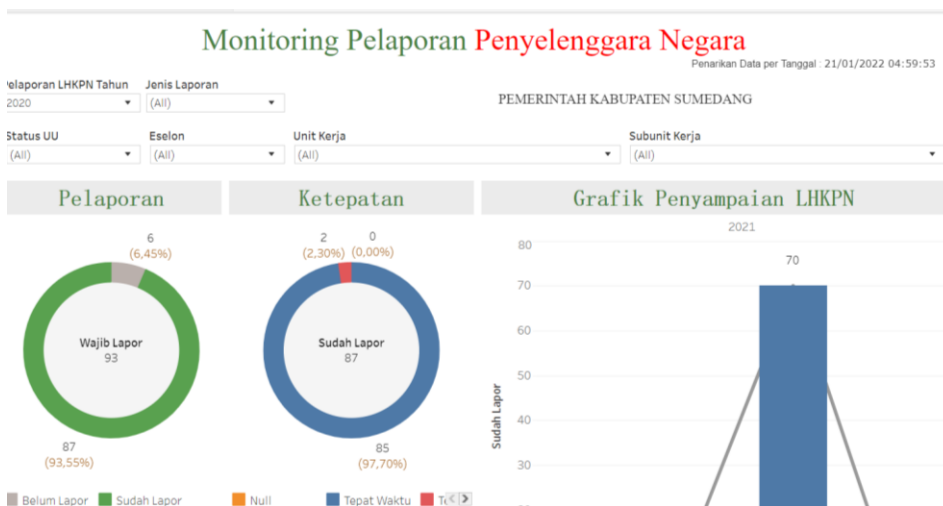 Monitoring Pelaporan Penyelenggara Negara
Penarikan Data per Tanggal : 21/01/2022 04:59:53
Pelaporan LHKPN Tahun
Jenis Laporan
2020
(All)
PEMERINTAH KABUPATEN SUMEDANG
Status UU
Eselon
Unit Kerja
Subunit Kerja
(All)
(All)
(All)
(All)
Pelaporan
Ketepatan
Grafik Penyampaian LHKPN
6
(6,45%)
Wajib Lapor
93
87
(93,55%)
Belum Lapor
Sudah Lapor
2
(2,30%)
0
(0,00%)
Sudah Lapor
87
85
(97,70%)
Null
Tepat Waktu
2021
80
70
60
50
40
30
70
Sudah Lapor